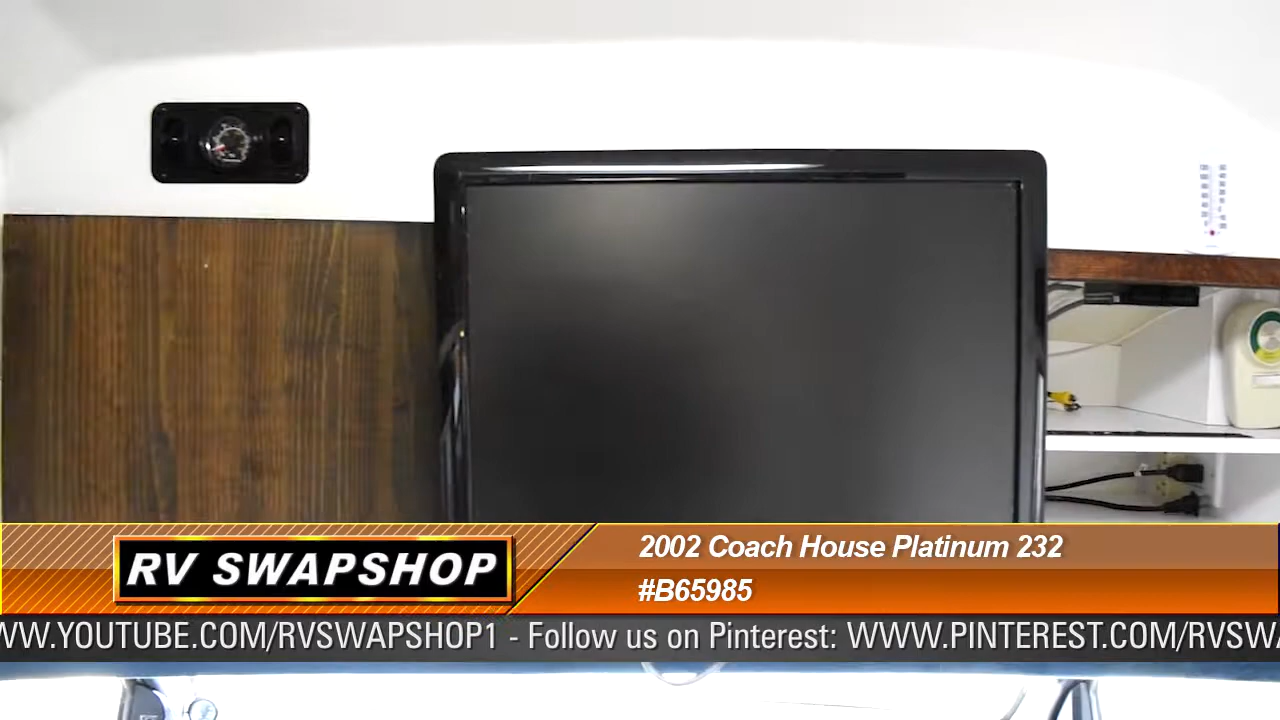 2002 Coach House Platinum 232
RV SWAPSHOP
#B65985
WW.YOUTUBE.COM/RVSWAPSHOP1 - Follow us on Pinterest: WWW.PINTEREST.COM/RVSWA